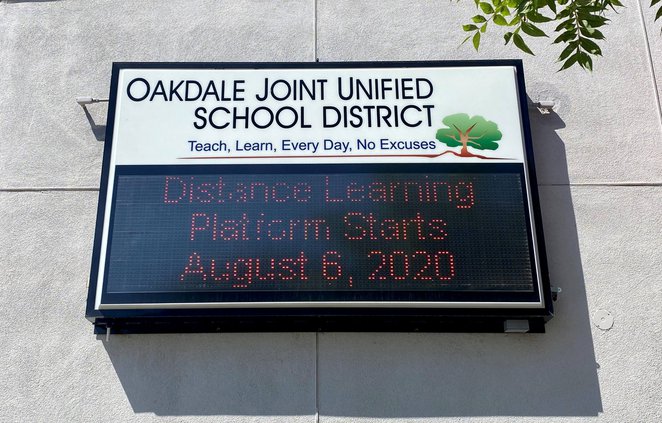 OAKDALE JOINT UNIFIED
SCHOOL DISTRICT
Teach, Learn, Every Day, No Excuses
Distance Learning
Platform Starts
August 6, 2020